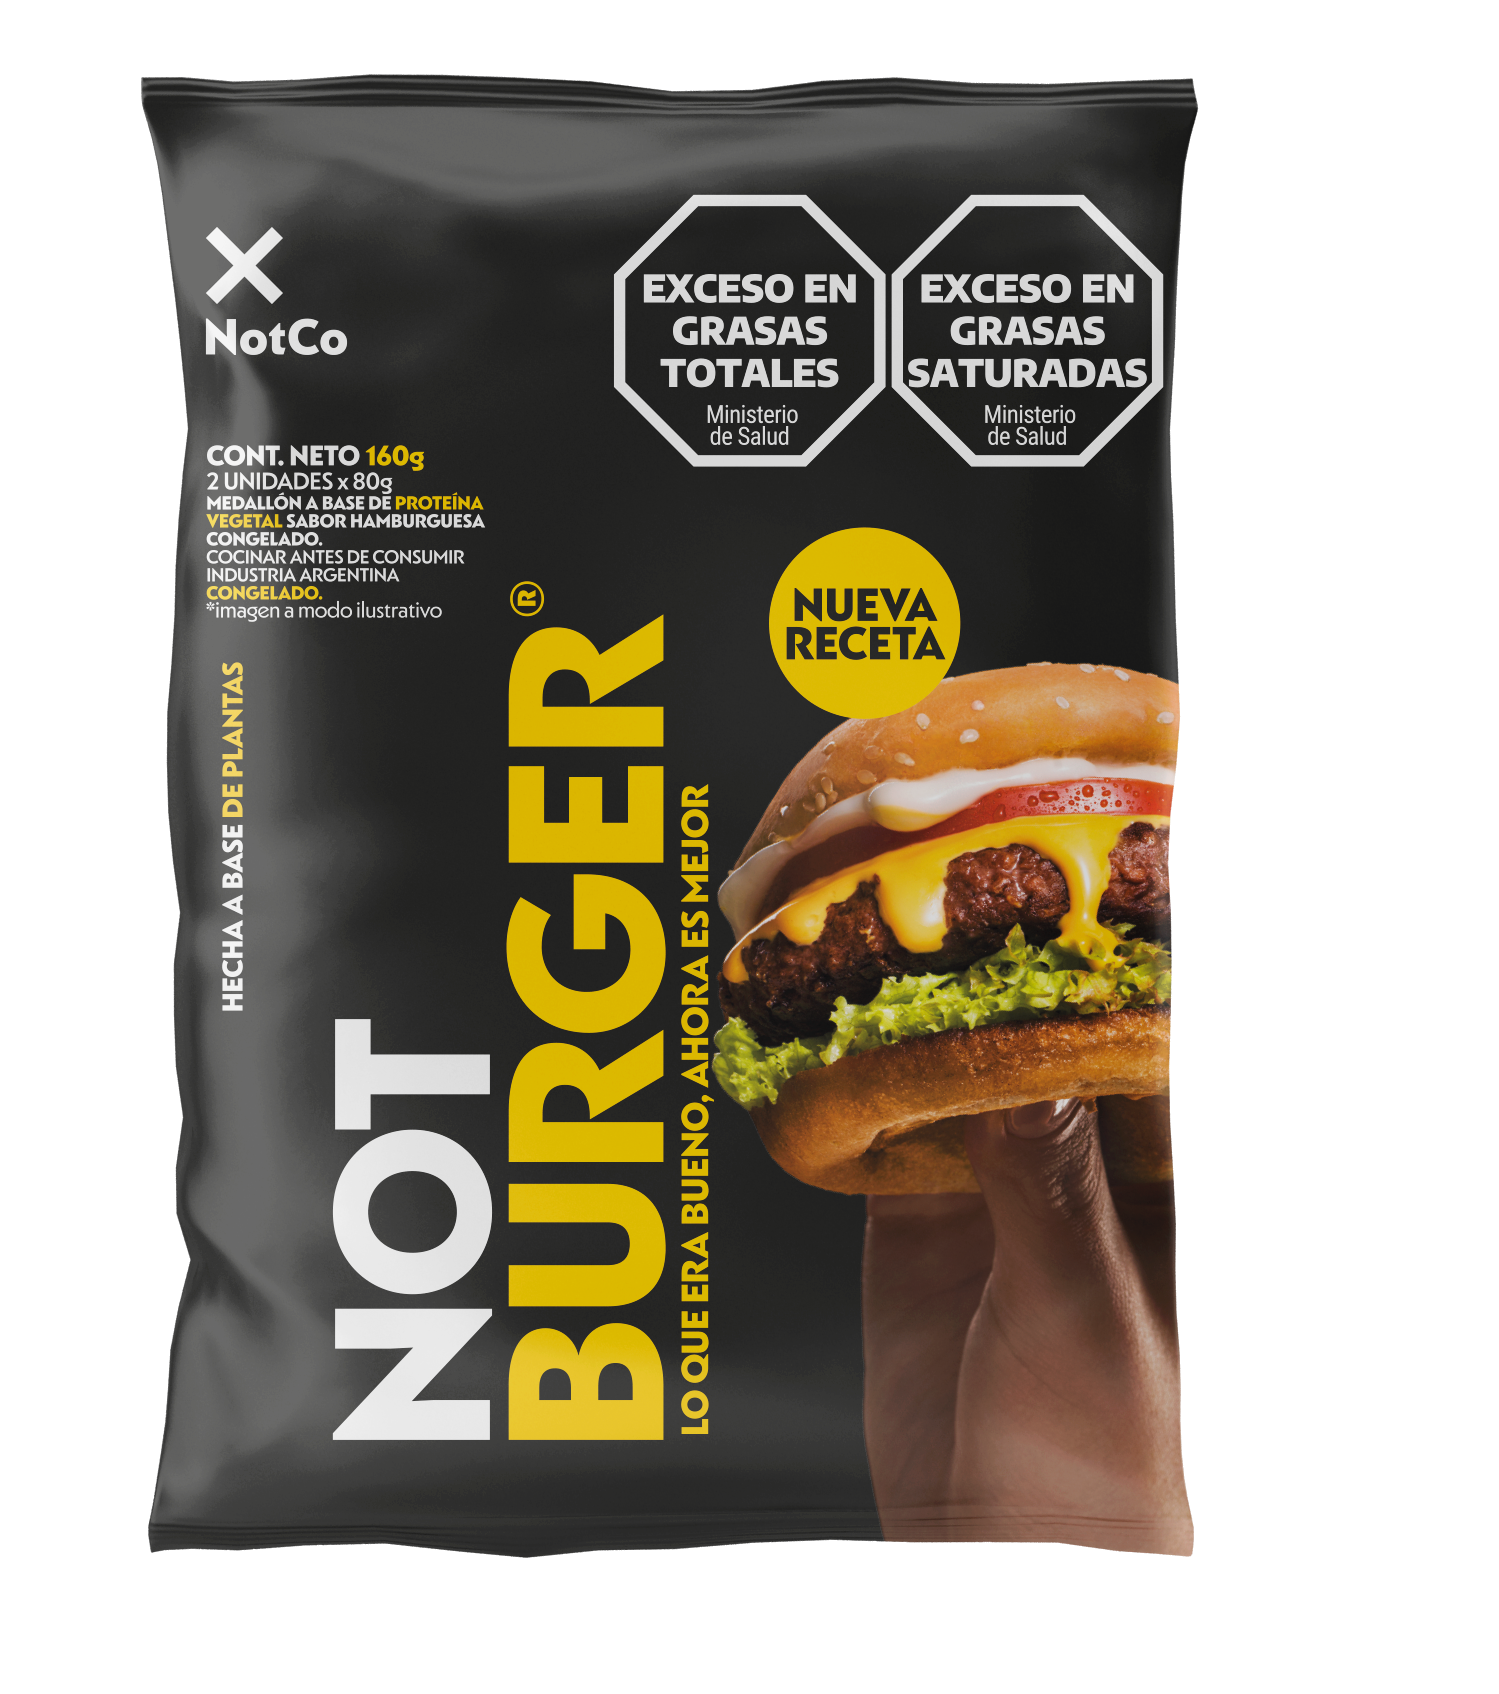 NotCo
EXCESO EN
GRASAS
TOTALES
Ministerio
de Salud
EXCESO EN
GRASAS
SATURADAS
Ministerio
de Salud
CONT. NETO 160g
2 UNIDADES x 80g
MEDALLÓN A BASE DE PROTEÍNA
VEGETAL SABOR HAMBURGUESA
CONGELADO.
COCINAR ANTES DE CONSUMIR
INDUSTRIA ARGENTINA
CONGELADO.
*imagen a modo ilustrativo
NUEVA
RECETA
HECHA A BASE DE PLANTAS
NOT
BURGER®
LO QUE ERA BUENO, AHORA ES MEJOR